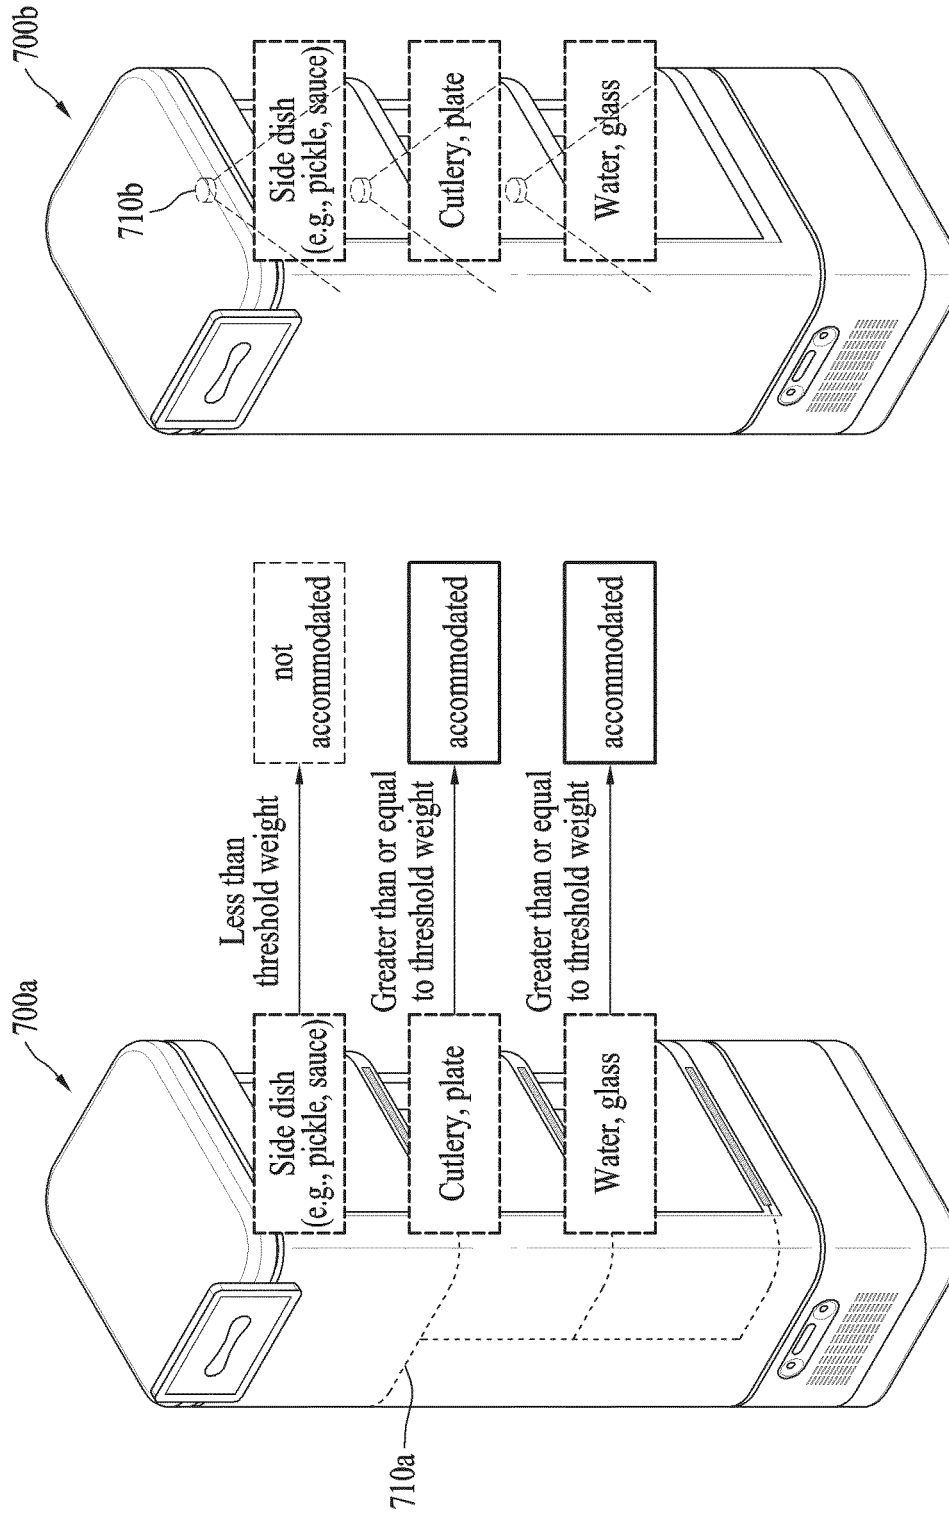 700a
710a
Side dish
(e.g., pickle, sauce)
Less than
threshold weight
not
accommodated
Cutlery, plate
Greater than or equal
to threshold weight
accommodated
Water, glass
Greater than or equal
to threshold weight
accommodated
700b
710b
Side dish
(e.g., pickle, sauce)
Cutlery, plate
Water, glass